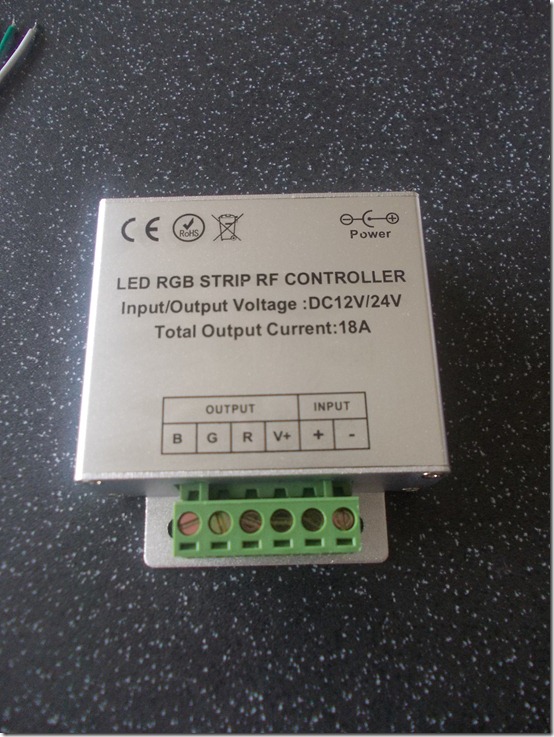 CE RoHS
Power
LED RGB STRIP RF CONTROLLER
Input/Output Voltage :DC12V/24V
Total Output Current:18A
OUTPUT INPUT
B G R V+ + -